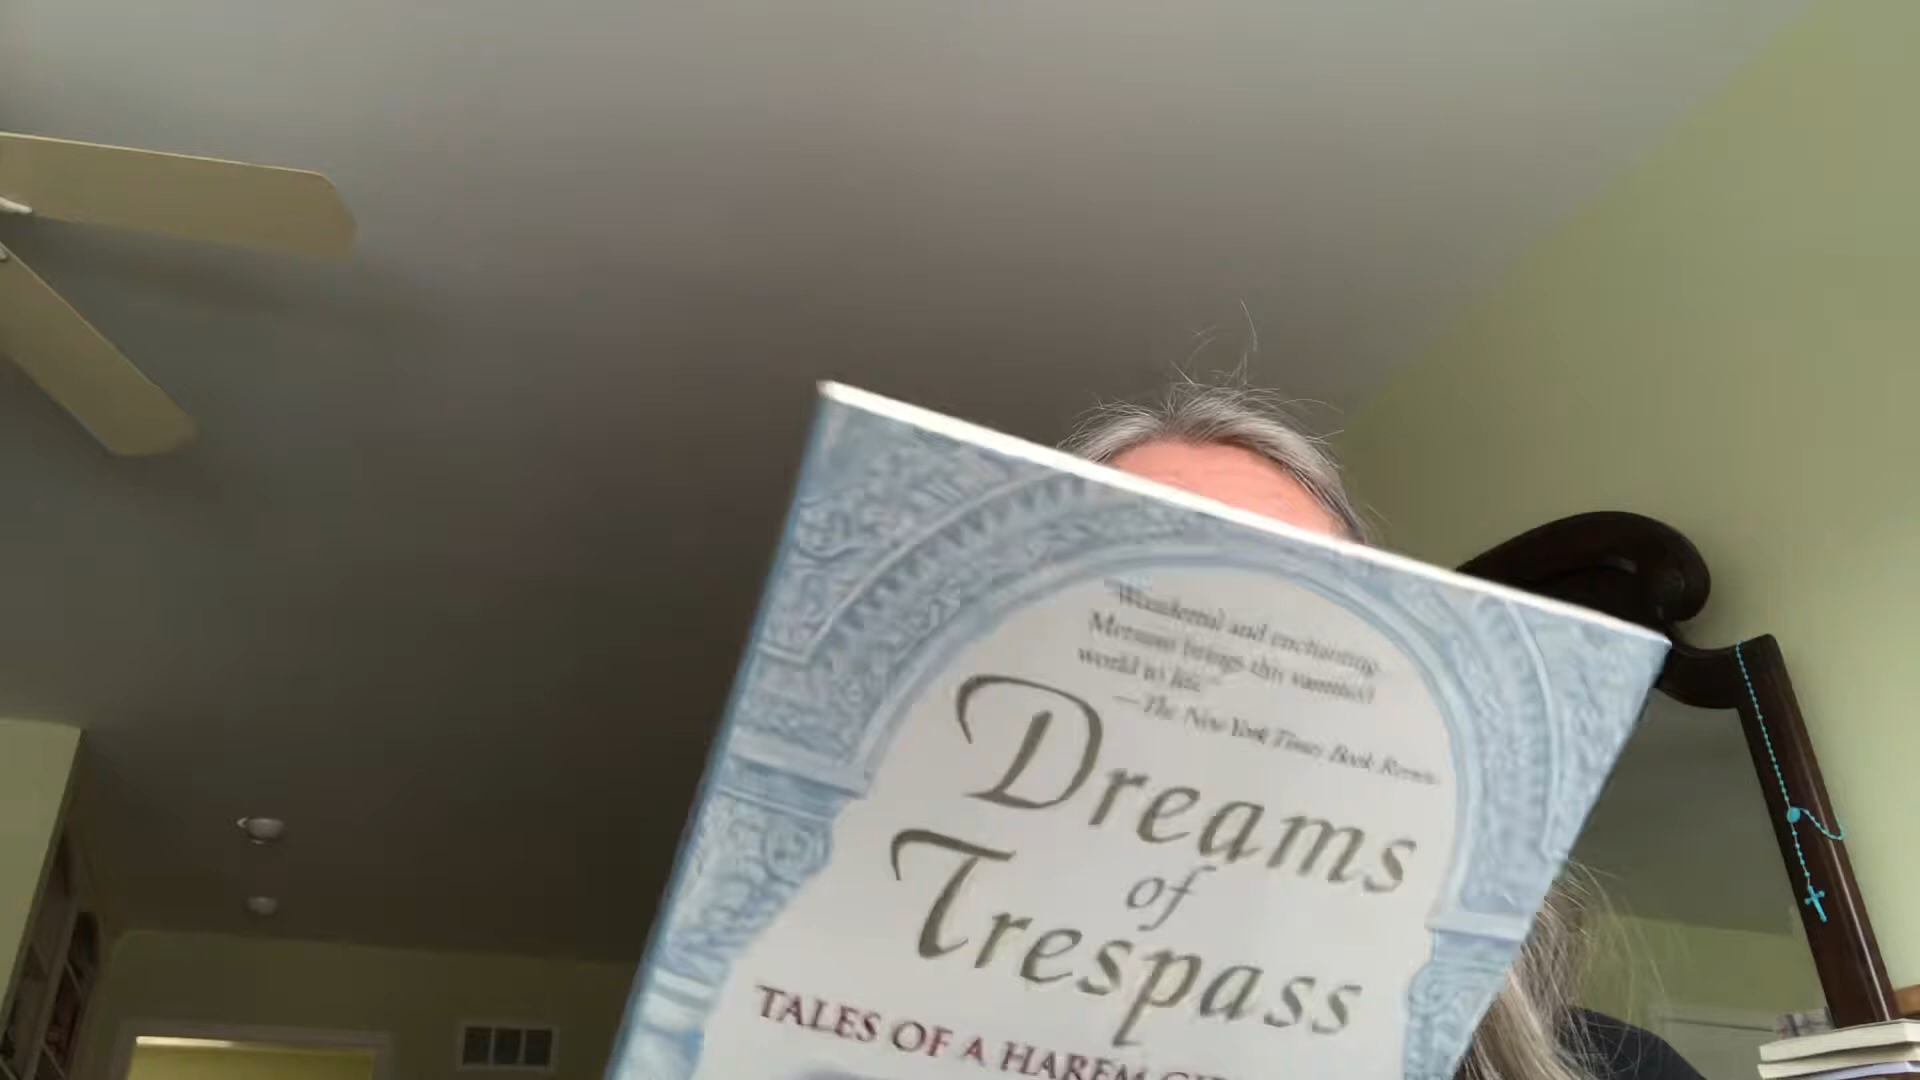 "Wonderful and enchanting.
Mernissi brings this vanished
world to life."
—The New York Times Book Review
Dreams
of
Trespass
TALES OF A HAREM